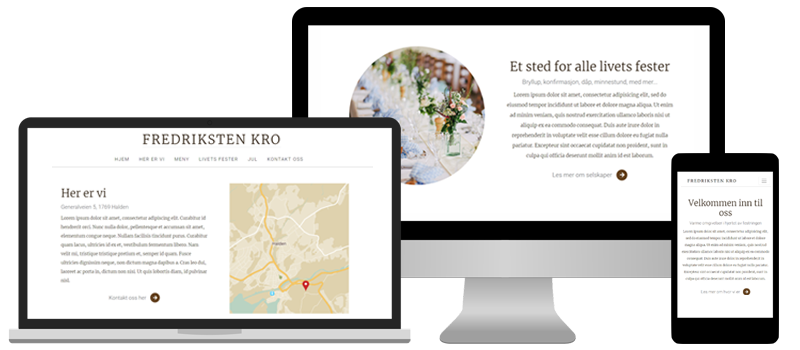 FREDRIKSTEN KRO
HJEM HER ER VI MENY LIVETS FESTER JUL KONTAKT OSS
Her er vi
Generalveien 5, 1769 Halden
Lorem ipsum dolor sit amet, consectetur adipiscing elit. Curabitur id
hendrerit orci. Nunc nulla dolor, pellentesque et accumsan sit amet,
elementum congue neque. Nullam facilisis tincidunt purus. Curabitur
quam lacus, ultricies id ex et, vestibulum fermentum libero. Nam
velit mi, tristique tristique pretium et, semper id quam. Fusce
ultricies dignissim neque, non dictum magna dapibus a. Cras leo dui,
laoreet ac porta in, dictum non nisi. Ut quis lobortis diam, id pulvinar
nisl.
Kontakt oss her
Halden
Et sted for alle livets fester
Bryllup, konfirmasjon, dåp, minnestund, med mer...
Lorem ipsum dolor sit amet, consectetur adipisicing elit, sed do
eiusmod tempor incididunt ut labore et dolore magna aliqua. Ut enim
ad minim veniam, quis nostrud exercitation ullamco laboris nisi ut
aliquip ex ea commodo consequat. Duis aute irure dolor in
reprehenderit in voluptate velit esse cillum dolore eu fugiat nulla
pariatur. Excepteur sint occaecat cupidatat non proident, sunt in
culpa qui officia deserunt mollit anim id est laborum.
Les mer om selskaper
FREDRIKSTEN KRO
Velkommen inn til
oss